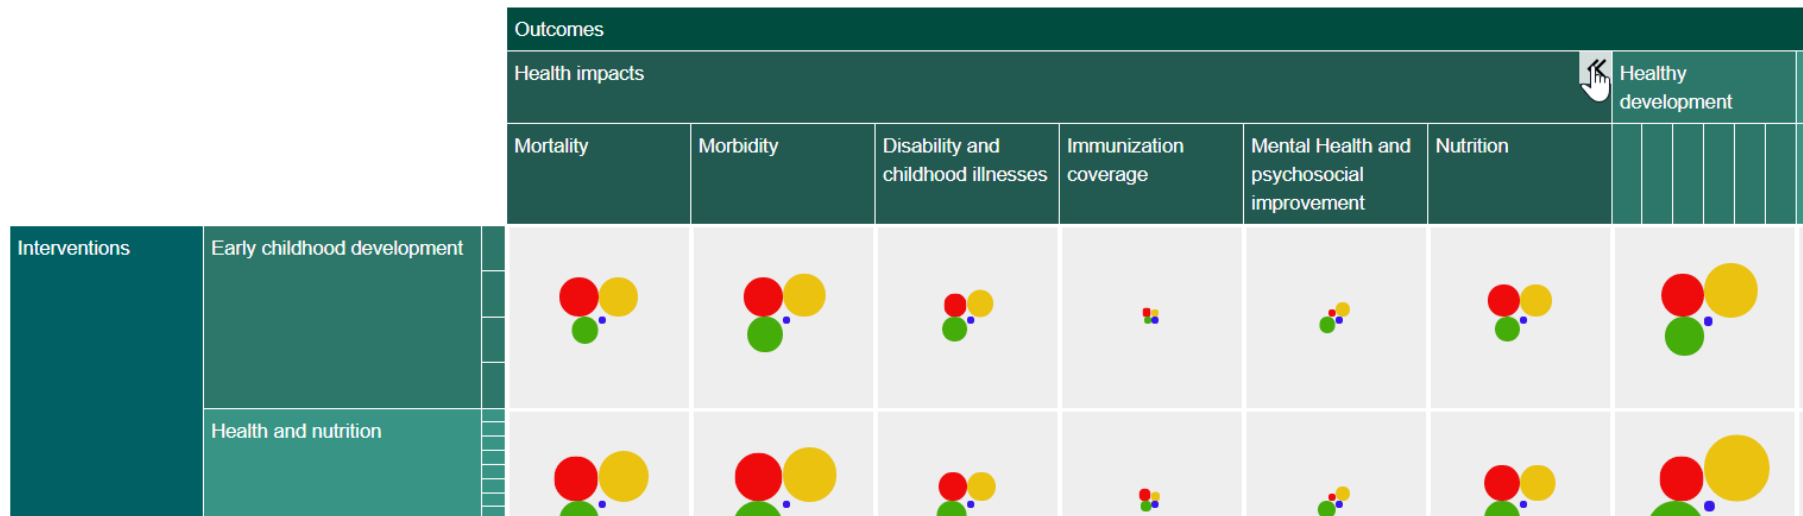 Outcomes
Health impacts
Healthy
development
Mortality
Morbidity
Disability and
childhood illnesses
Immunization
coverage
Mental Health and
psychosocial
improvement
Nutrition
Interventions
Early childhood development
Health and nutrition